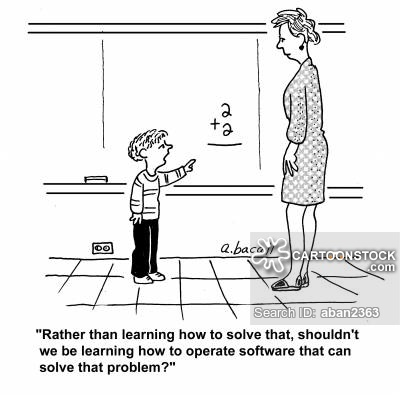 2
+2
a.bacall
CARTOONSTOCK
.com
Search ID: aban2363
"Rather than learning how to solve that, shouldn't
we be learning how to operate software that can
solve that problem?"